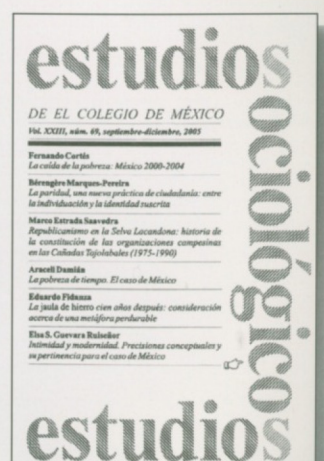 estudios
ociológicos
DE EL COLEGIO DE MÉXICO
Vol. XXIII, núm. 69, septiembre-diciembre, 2005
Fernando Cortés
La caída de la pobreza: México 2000-2004
Bérengère Marques-Pereira
La paridad, una nueva práctica de ciudadanía: entre
la individuación y la identidad suscrita
Marco Estrada Saavedra
Republicanismo en la Selva Lacandona: historia de
la constitución de las organizaciones campesinas
en las Cañadas Tojolabales (1975-1990)
Araceli Damián
La pobreza de tiempo. El caso de México
Eduardo Fidanza
La jaula de hierro cien años después: consideración
acerca de una metáfora perdurable
Elsa S. Guevara Ruiseñor
Intimidad y modernidad. Precisiones conceptuales y
su pertinencia para el caso de México
estudios